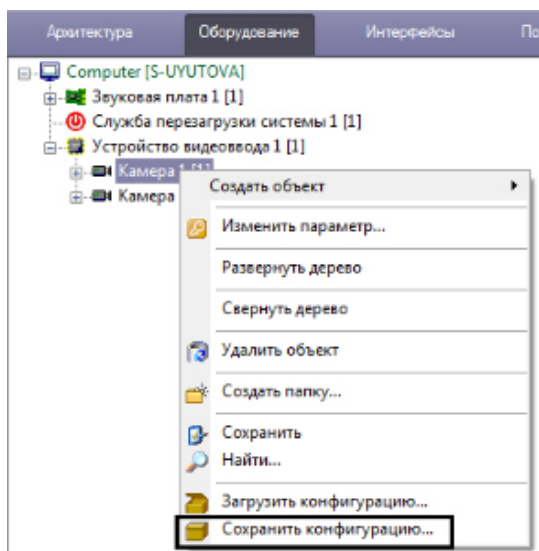 Архитектура Оборудование Интерфейсы
Computer [S-UYUTOVA]
Звуковая плата 1 [1]
Служба перезагрузки системы 1 [1]
Устройство видеоввода 1 [1]
Камера 1 [1]
Камера
Создать объект
Изменить параметр...
Развернуть дерево
Свернуть дерево
Удалить объект
Создать папку...
Сохранить
Найти...
Загрузить конфигурацию...
Сохранить конфигурацию...